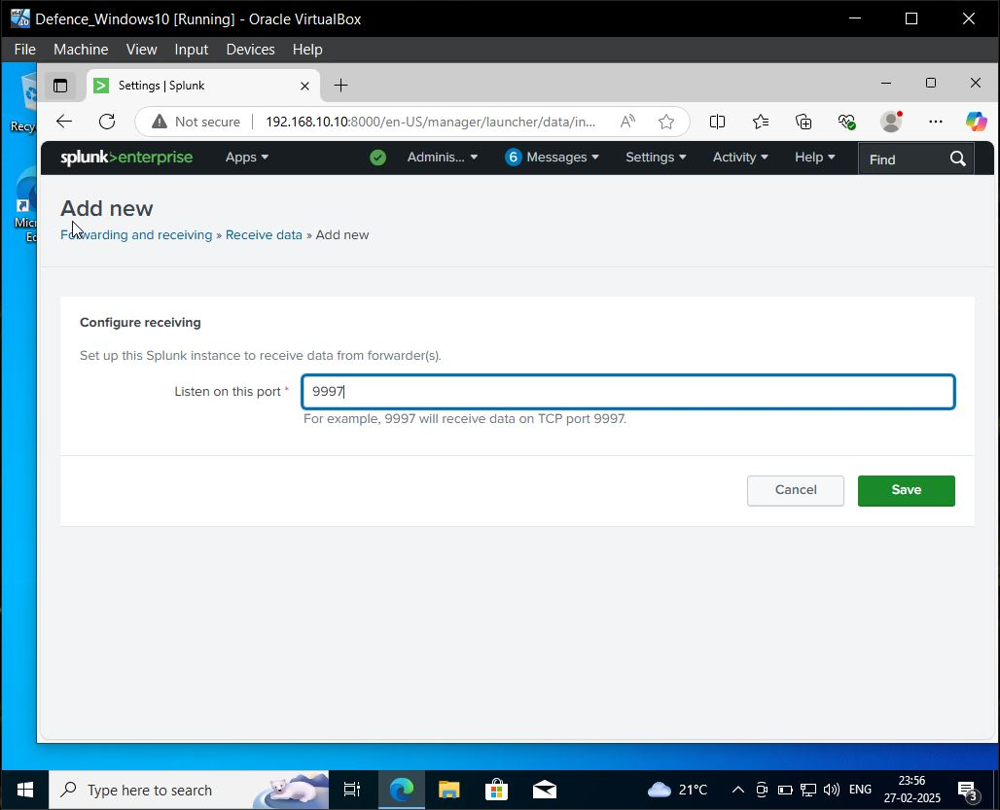 Defence_Windows10 [Running] - Oracle VirtualBox
File Machine View Input Devices Help
Settings | Splunk
Not secure 192.168.10.10:8000/en-US/manager/launcher/data/in...
splunk>enterprise Apps Adminis... 6 Messages Settings Activity Help Find
Add new
Forwarding and receiving » Receive data » Add new
Configure receiving
Set up this Splunk instance to receive data from forwarder(s).
Listen on this port * 9997
For example, 9997 will receive data on TCP port 9997.
Cancel Save
Type here to search 21°C ENG 23:56
27-02-2025 3